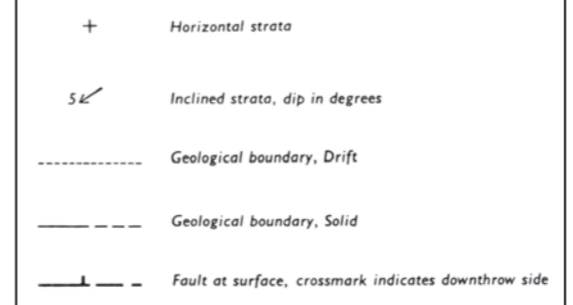 Horizontal strata
5 Inclined strata, dip in degrees
Geological boundary, Drift
Geological boundary, Solid
Fault at surface, crossmark indicates downthrow side